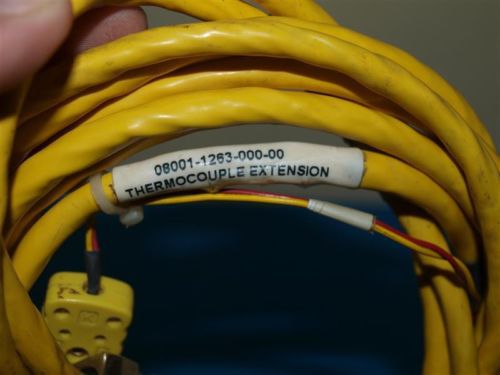 08001-1263-000-00
THERMOCOUPLE EXTENSION
K